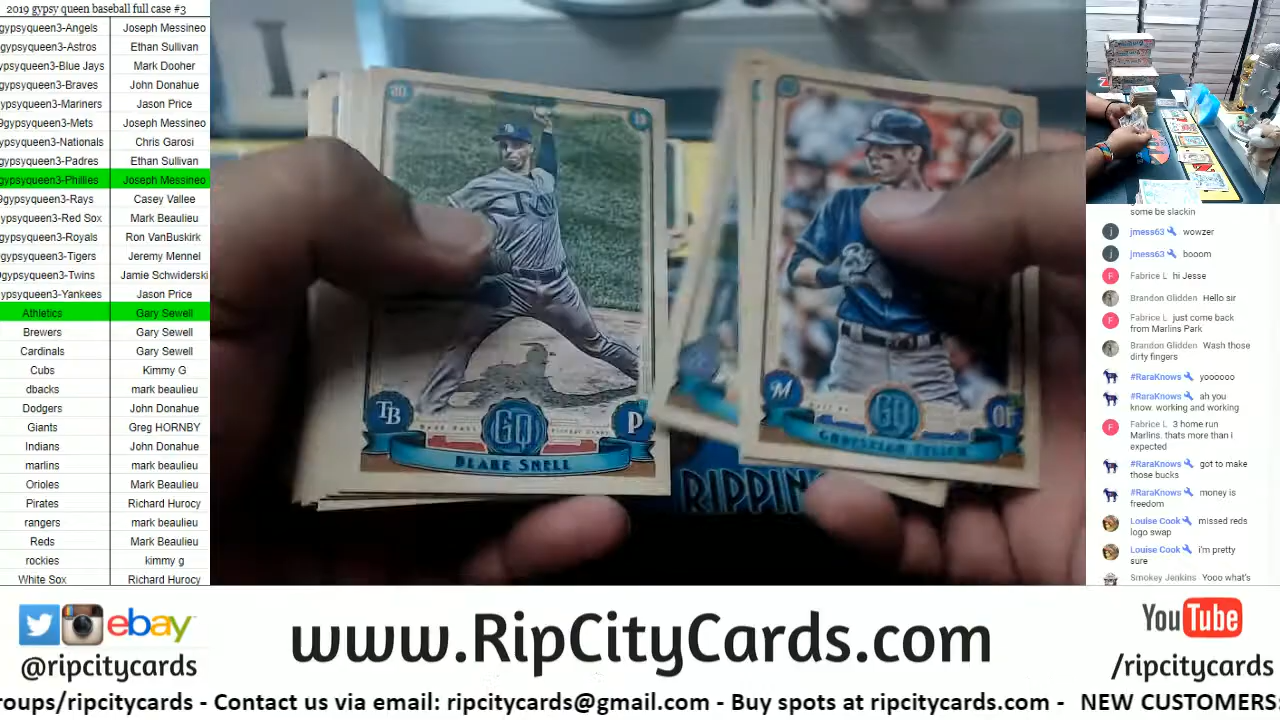 2019 gypsy queen baseball full case #3
gypsyqueen3-Angels Joseph Messineo
gypsyqueen3-Astros Ethan Sullivan
ypsyqueen3-Blue Jays Mark Dooher
gypsyqueen3-Braves John Donahue
ypsyqueen3-Mariners Jason Price
9gypsyqueen3-Mets Joseph Messineo
ypsyqueen3-Nationals Chris Garosi
gypsyqueen3-Padres Ethan Sullivan
gypsyqueen3-Phillies Joseph Messineo
9gypsyqueen3-Rays Casey Vallee
gypsyqueen3-Red Sox Mark Beaulieu
gypsyqueen3-Royals Ron VanBuskirk
gypsyqueen3-Tigers Jeremy Mennel
gypsyqueen3-Twins Jamie Schwiderski
ypsyqueen3-Yankees Jason Price
Athletics Gary Sewell
Brewers Gary Sewell
Cardinals Gary Sewell
Cubs Kimmy G
dbacks mark beaulieu
Dodgers John Donahue
Giants Greg HORNBY
Indians John Donahue
marlins mark beaulieu
Orioles Mark Beaulieu
Pirates Richard Hurocy
rangers mark beaulieu
Reds Mark Beaulieu
rockies kimmy g
White Sox Richard Hurocy
TB GQ P
BLAKE SNELL
M GQ OF
RIPPIN
some be slackin
j jmess63 wowzer
j jmess63 booom
F Fabrice L hi Jesse
Brandon Glidden Hello sir
F Fabrice L just come back
from Marlins Park
Brandon Glidden Wash those
dirty fingers
#RaraKnows yoooooo
#RaraKnows ah you
know. working and working
F Fabrice L 3 home run
Marlins. thats more than i
expected
#RaraKnows got to make
those bucks
#RaraKnows money is
freedom
Louise Cook missed reds
logo swap
Louise Cook i'm pretty
sure
Smokey Jenkins Yooo what's
ebay
@ripcitycards
www.RipCityCards.com
YouTube
/ripcitycards
roups/ripcitycards - Contact us via email: ripcitycards@gmail.com - Buy spots at ripcitycards.com - NEW CUSTOMERS: